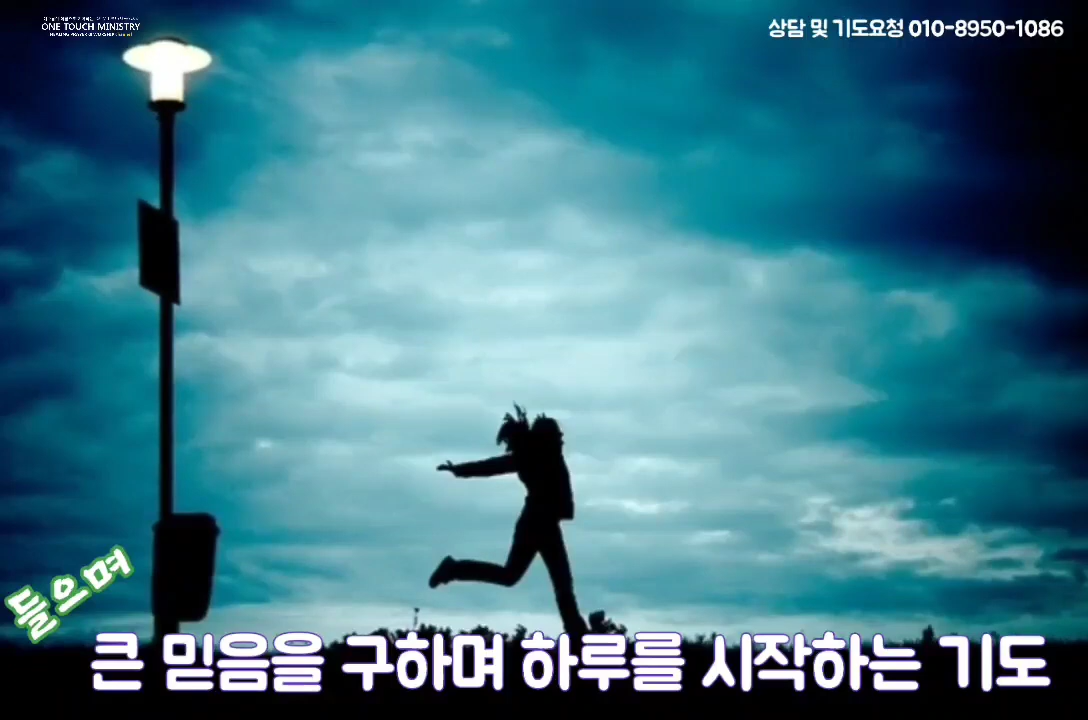 ONE TOUCH MINISTRY
상담 및 기도요청 010-8950-1086
들으며
큰 믿음을 구하며 하루를 시작하는 기도